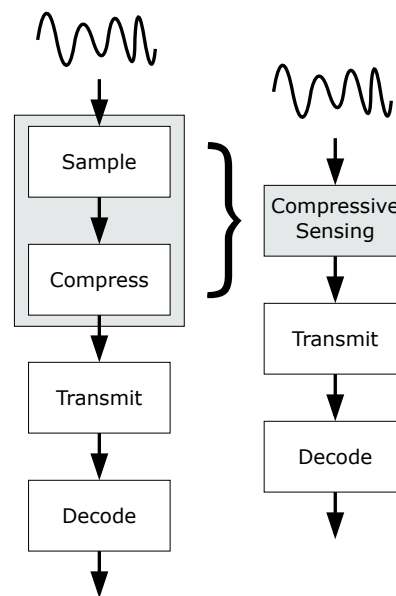 Sample
Compress
Transmit
Decode
Compressive
Sensing
Transmit
Decode